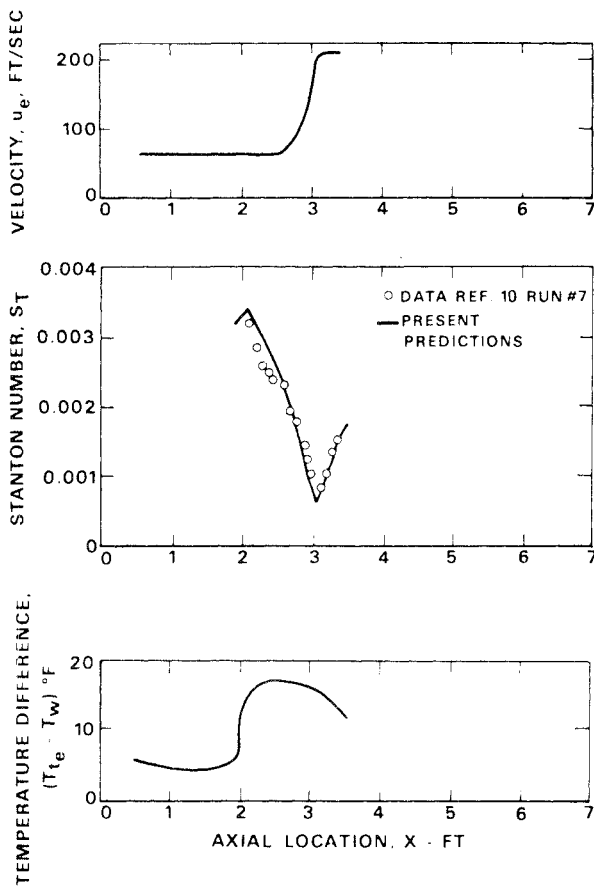 VELOCITY, uₑ, FT/SEC
200
100
0
0 1 2 3 4 5 6 7
STANTON NUMBER, Sᴛ
0.004
0.003
0.002
0.001
0
○ DATA REF. 10 RUN #7
PRESENT
PREDICTIONS
0 1 2 3 4 5 6 7
TEMPERATURE DIFFERENCE,
(T_te - T_w) °F
20
10
0
0 1 2 3 4 5 6 7
AXIAL LOCATION, X - FT